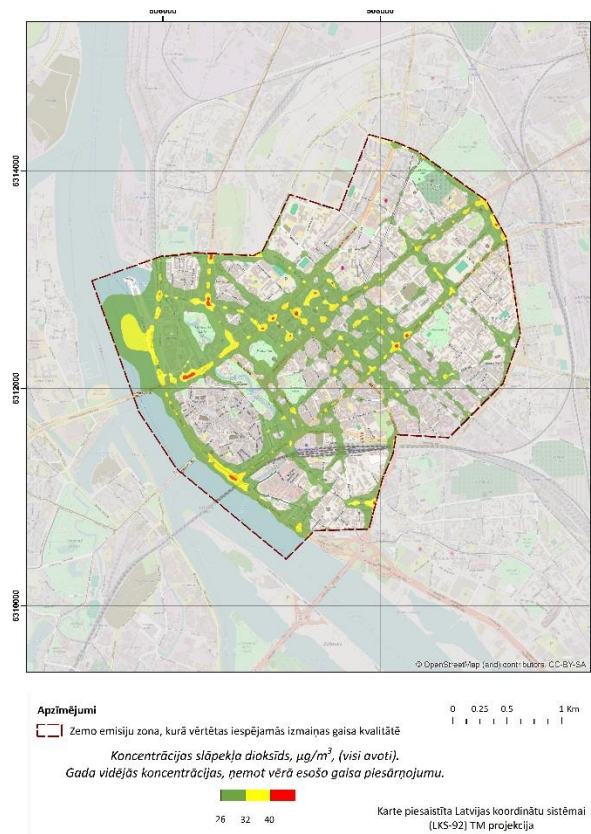 508000
6314000
6312000
6310000
© OpenStreetMap (and) contributors, CC-BY-SA
Apzīmējumi
Zemo emisiju zona, kurā vērtētas iespējamās izmaiņas gaisa kvalitātē
0 0.25 0.5 1 Km
Koncentrācijas slāpekļa dioksīds, µg/m³, (visi avoti).
Gada vidējās koncentrācijas, ņemot vērā esošo gaisa piesārņojumu.
26 32 40
Karte piesaistīta Latvijas koordinātu sistēmai
(LKS-92) TM projekcija